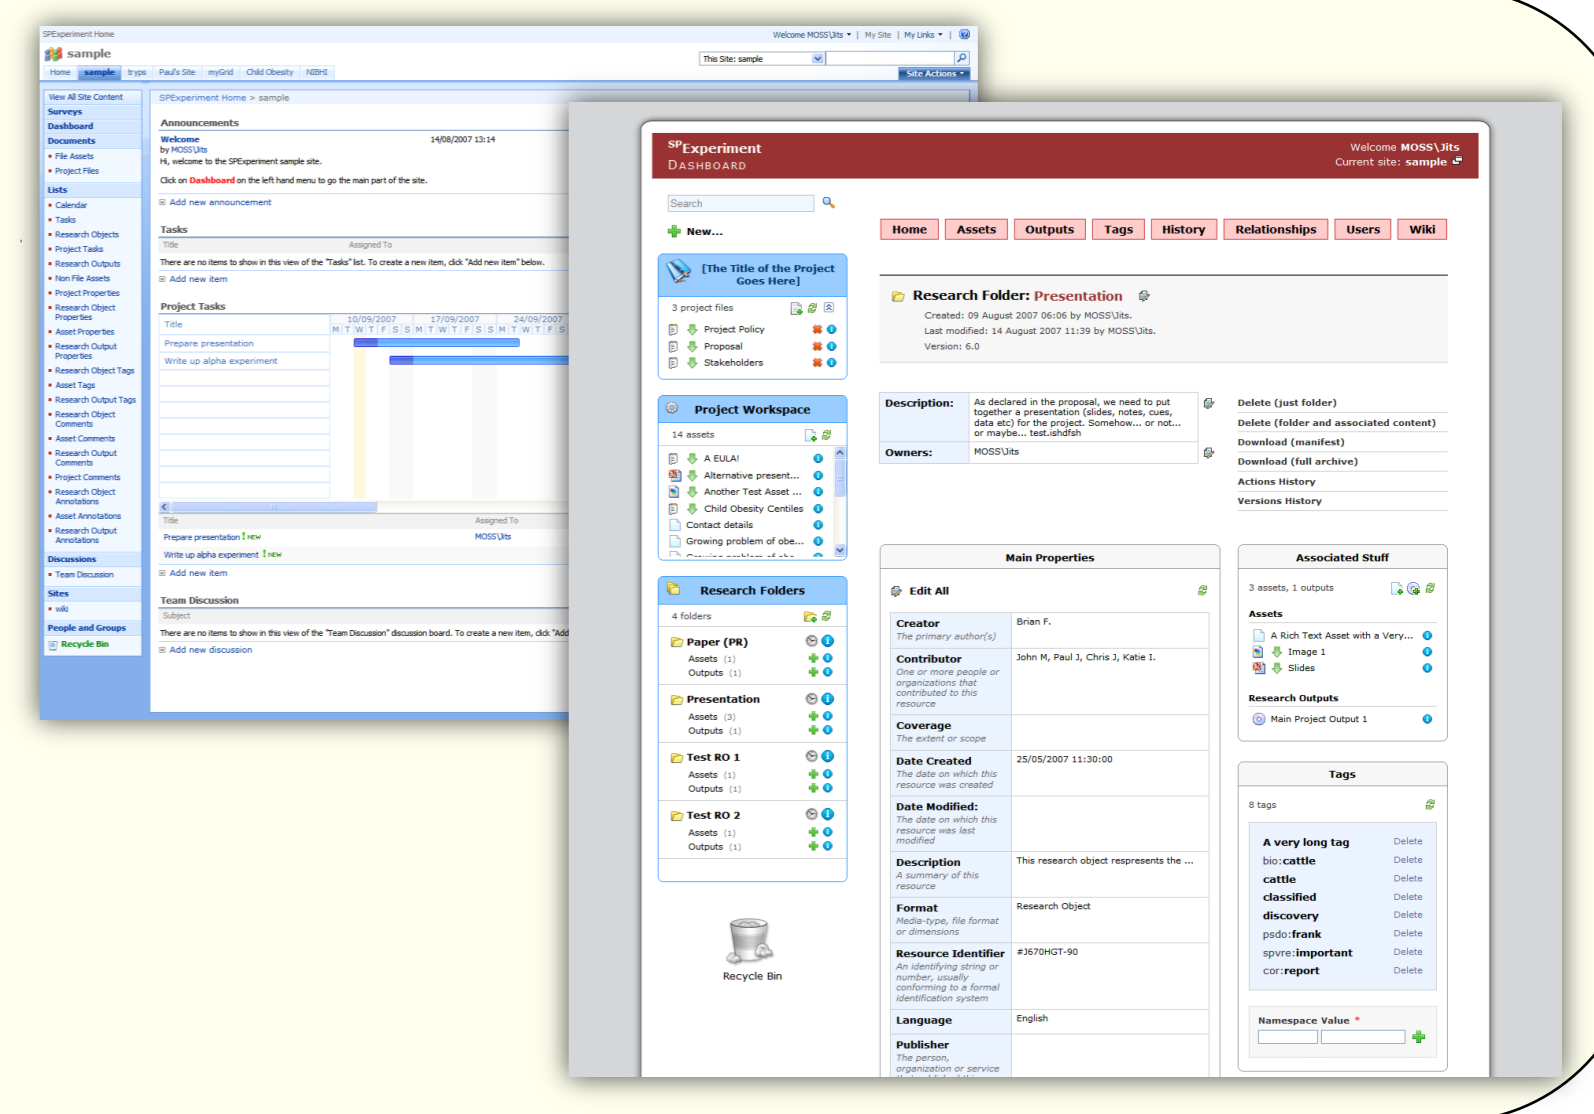 SPExperiment Home
Welcome MOSS\Jits | My Site | My Links |
sample
This Site: sample
Home sample tryps Paul's Site myGrid Child Obesity NIBHI
Site Actions
View All Site Content
Surveys
Dashboard
Documents
File Assets
Project Files
Lists
Calendar
Tasks
Research Objects
Project Tasks
Research Outputs
Non File Assets
Project Properties
Research Object
Properties
Asset Properties
Research Output
Properties
Research Object Tags
Asset Tags
Research Output Tags
Research Object
Comments
Asset Comments
Research Output
Comments
Project Comments
Research Object
Annotations
Asset Annotations
Research Output
Annotations
Discussions
Team Discussion
Sites
wiki
People and Groups
Recycle Bin
SPExperiment Home > sample
Announcements
Welcome 14/08/2007 13:14
by MOSS\Jits
Hi, welcome to the SPExperiment sample site.
Click on Dashboard on the left hand menu to go the main part of the site.
Add new announcement
Tasks
Title Assigned To
There are no items to show in this view of the "Tasks" list. To create a new item, click "Add new item" below.
Add new item
Project Tasks
Title 10/09/2007 17/09/2007 24/09/2007
M T W T F S S M T W T F S S M T W T F S
Prepare presentation
Write up alpha experiment
Title Assigned To
Prepare presentation ! NEW MOSS\Jits
Write up alpha experiment ! NEW
Add new item
Team Discussion
Subject
There are no items to show in this view of the "Team Discussion" discussion board. To create a new item, click "Add
Add new discussion
SPExperiment
DASHBOARD
Welcome MOSS\Jits
Current site: sample
Search
New...
[The Title of the Project
Goes Here]
3 project files
Project Policy
Proposal
Stakeholders
Project Workspace
14 assets
A EULA!
Alternative present...
Another Test Asset ...
Child Obesity Centiles
Contact details
Growing problem of obe...
Growing problem of obe
Research Folders
4 folders
Paper (PR)
Assets (1)
Outputs (1)
Presentation
Assets (3)
Outputs (1)
Test RO 1
Assets (1)
Outputs (1)
Test RO 2
Assets (1)
Outputs (1)
Recycle Bin
Home Assets Outputs Tags History Relationships Users Wiki
Research Folder: Presentation
Created: 09 August 2007 06:06 by MOSS\Jits.
Last modified: 14 August 2007 11:39 by MOSS\Jits.
Version: 6.0
Description: As declared in the proposal, we need to put
together a presentation (slides, notes, cues,
data etc) for the project. Somehow... or not...
or maybe... test.ishdfsh
Owners: MOSS\Jits
Delete (just folder)
Delete (folder and associated content)
Download (manifest)
Download (full archive)
Actions History
Versions History
Main Properties
Edit All
Creator Brian F.
The primary author(s)
Contributor John M, Paul J, Chris J, Katie I.
One or more people or
organizations that
contributed to this
resource
Coverage
The extent or scope
Date Created 25/05/2007 11:30:00
The date on which this
resource was created
Date Modified:
The date on which this
resource was last
modified
Description This research object respresents the ...
A summary of this
resource
Format Research Object
Media-type, file format
or dimensions
Resource Identifier #J670HGT-90
An identifying string or
number, usually
conforming to a formal
identification system
Language English
Publisher
The person,
organization or service
Associated Stuff
3 assets, 1 outputs
Assets
A Rich Text Asset with a Very...
Image 1
Slides
Research Outputs
Main Project Output 1
Tags
8 tags
A very long tag Delete
bio:cattle Delete
cattle Delete
classified Delete
discovery Delete
psdo:frank Delete
spvre:important Delete
cor:report Delete
Namespace Value *